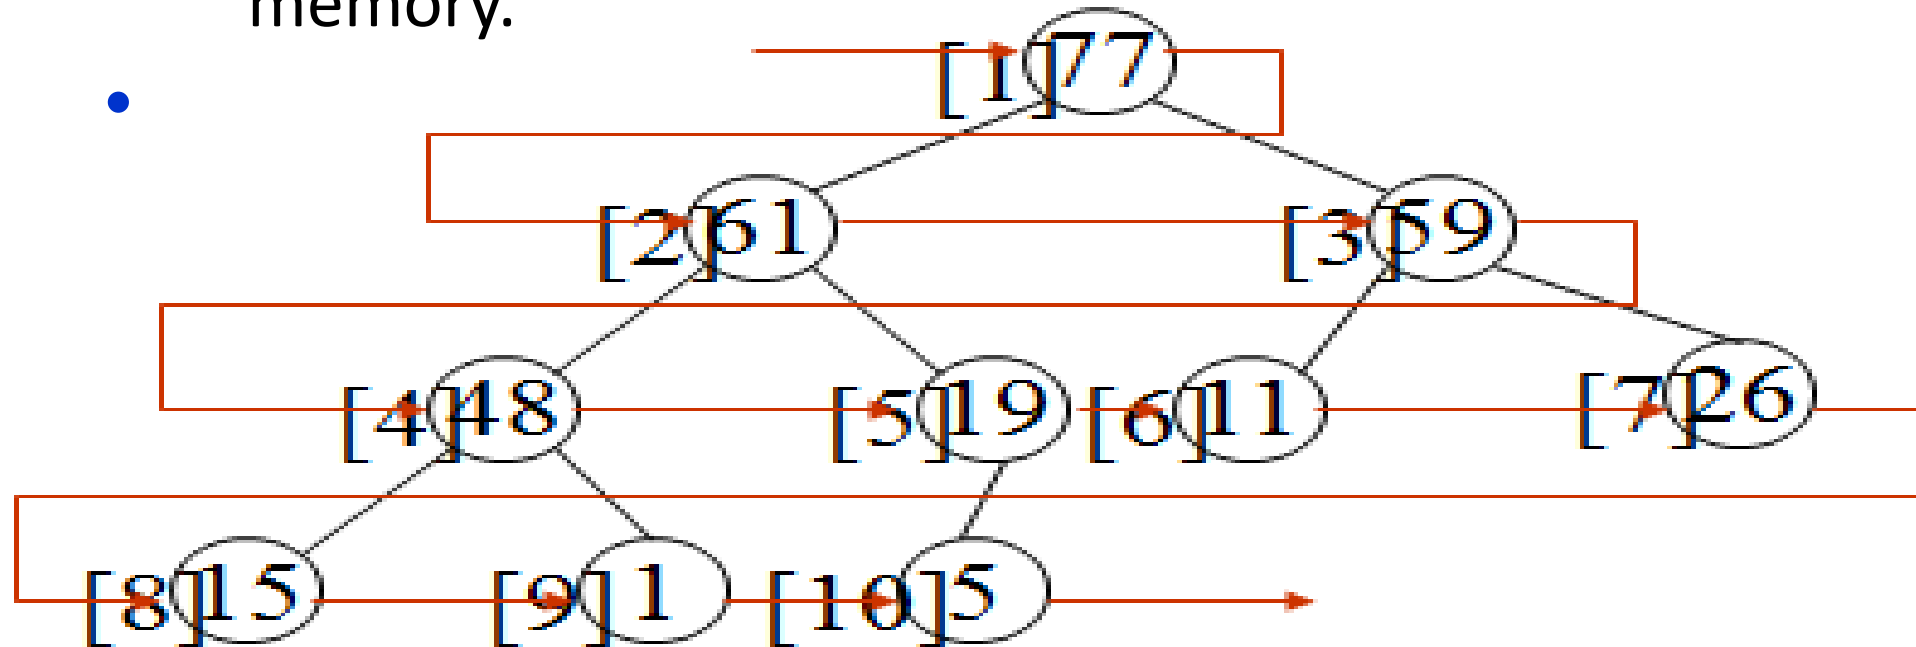 memory.
[1] 77
[2] 61 [3] 59
[4] 48 [5] 19 [6] 11 [7] 26
[8] 15 [9] 1 [10] 5